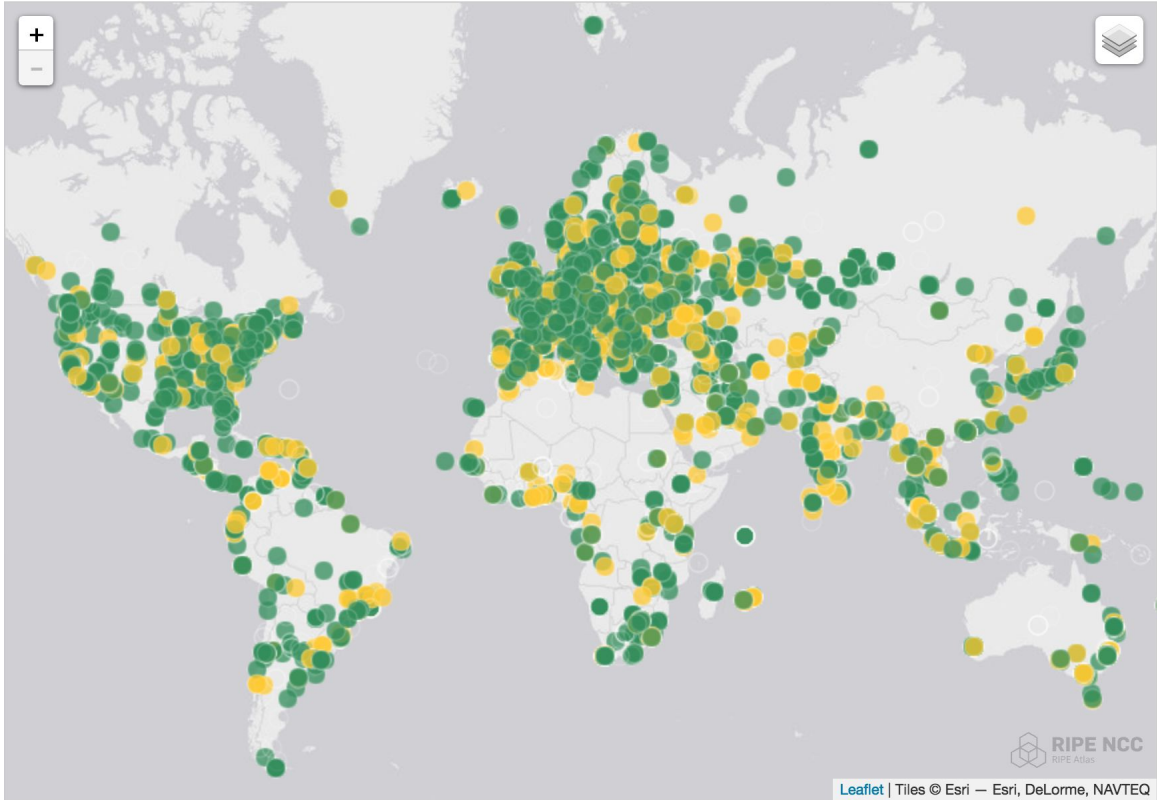 +
−
RIPE NCC
RIPE Atlas
Leaflet | Tiles © Esri — Esri, DeLorme, NAVTEQ